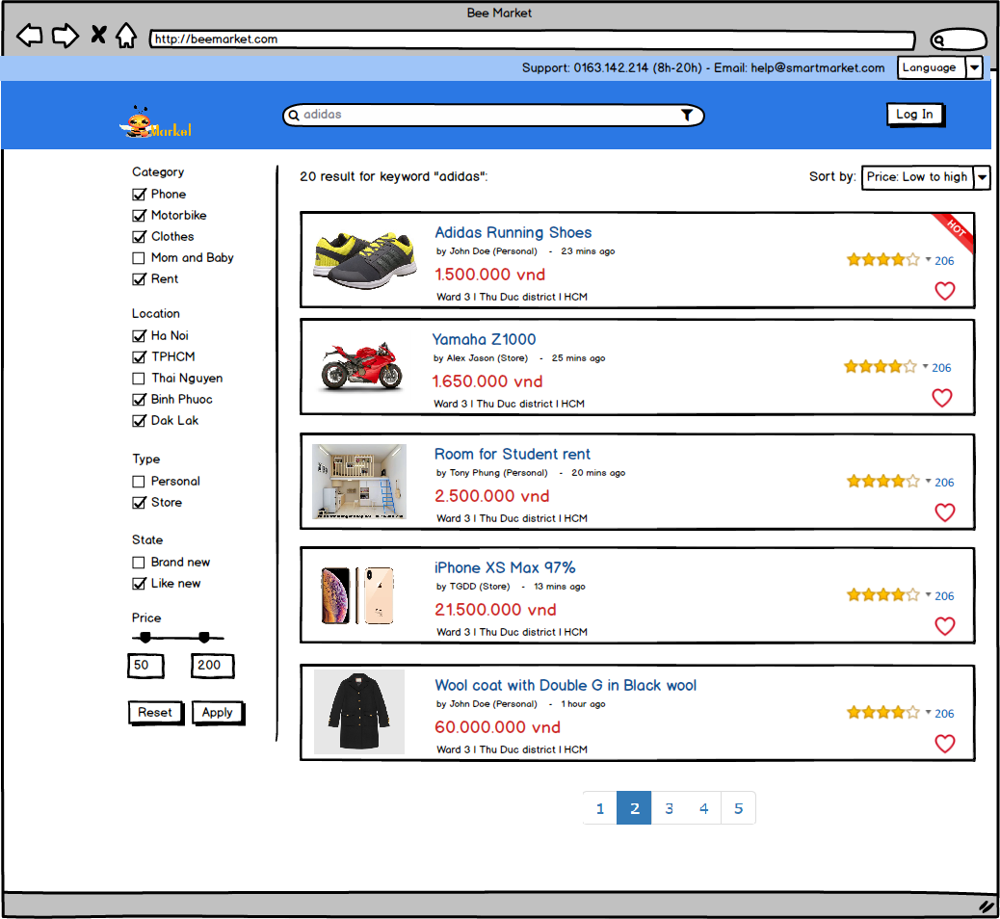 Bee Market
http://beemarket.com
Support: 0163.142.214 (8h-20h) - Email: help@smartmarket.com
Language
Market
adidas
Log In
Category
Phone
Motorbike
Clothes
Mom and Baby
Rent
Location
Ha Noi
TPHCM
Thai Nguyen
Binh Phuoc
Dak Lak
Type
Personal
Store
State
Brand new
Like new
Price
50
200
Reset
Apply
20 result for keyword "adidas":
Sort by:
Price: Low to high
Adidas Running Shoes
by John Doe (Personal) - 23 mins ago
1.500.000 vnd
Ward 3 | Thu Duc district | HCM
206
HOT
Yamaha Z1000
by Alex Jason (Store) - 25 mins ago
1.650.000 vnd
Ward 3 | Thu Duc district | HCM
206
Room for Student rent
by Tony Phung (Personal) - 20 mins ago
2.500.000 vnd
Ward 3 | Thu Duc district | HCM
206
iPhone XS Max 97%
by TGDD (Store) - 13 mins ago
21.500.000 vnd
Ward 3 | Thu Duc district | HCM
206
Wool coat with Double G in Black wool
by John Doe (Personal) - 1 hour ago
60.000.000 vnd
Ward 3 | Thu Duc district | HCM
206
1 2 3 4 5